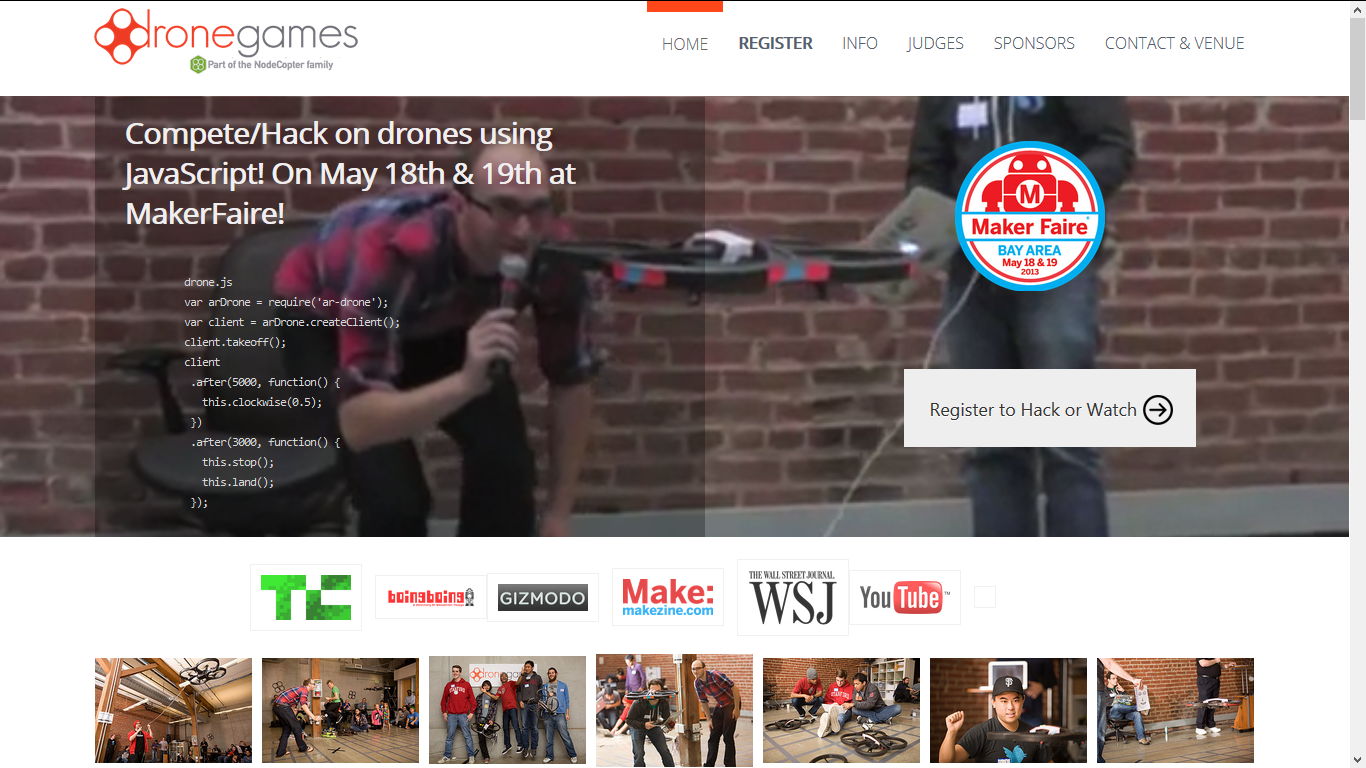 dronegames
Part of the NodeCopter family
HOME
REGISTER
INFO
JUDGES
SPONSORS
CONTACT & VENUE
Compete/Hack on drones using
JavaScript! On May 18th & 19th at
MakerFaire!
drone.js
var arDrone = require('ar-drone');
var client = arDrone.createClient();
client.takeoff();
client
.after(5000, function() {
this.clockwise(0.5);
})
.after(3000, function() {
this.stop();
this.land();
});
M
Maker Faire
BAY AREA
May 18 & 19
2013
Register to Hack or Watch
TC
boingboing
GIZMODO
Make:
makezine.com
THE WALL STREET JOURNAL
WSJ
YouTube™
dronegames
STANFORD